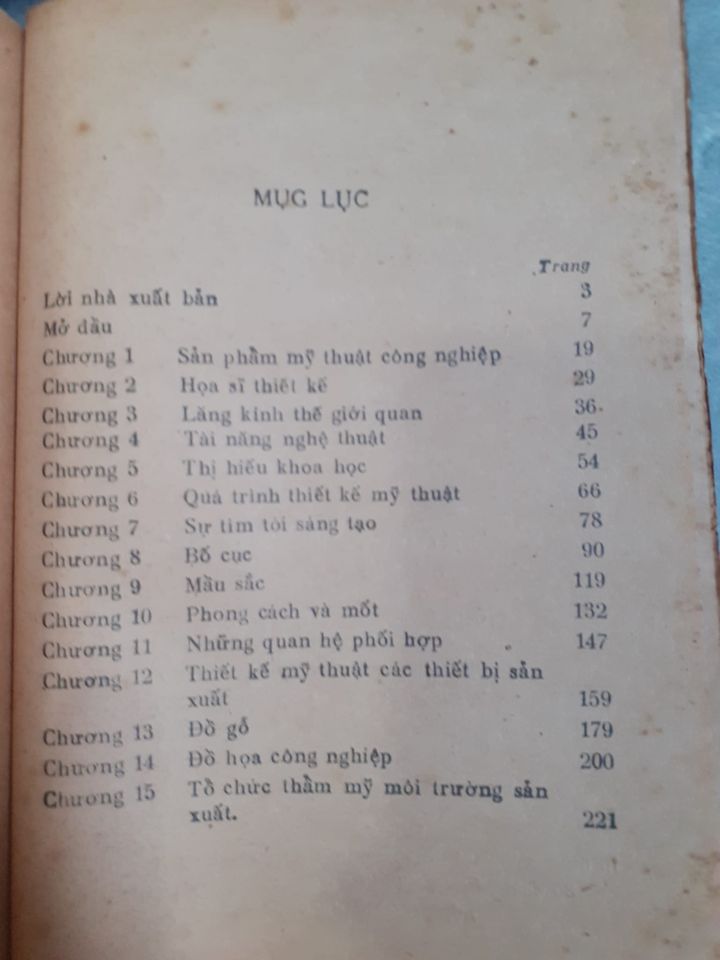 MỤG LỤC
Trang
Lời nhà xuất bản 3
Mở đầu 7
Chương 1 Sản phẩm mỹ thuật công nghiệp 19
Chương 2 Họa sĩ thiết kế 29
Chương 3 Lăng kính thế giới quan 36
Chương 4 Tài năng nghệ thuật 45
Chương 5 Thị hiếu khoa học 54
Chương 6 Quá trình thiết kế mỹ thuật 66
Chương 7 Sự tìm tòi sáng tạo 78
Chương 8 Bố cục 90
Chương 9 Mầu sắc 119
Chương 10 Phong cách và mốt 132
Chương 11 Những quan hệ phối hợp 147
Chương 12 Thiết kế mỹ thuật các thiết bị sản
xuất 159
Chương 13 Đồ gỗ 179
Chương 14 Đồ họa công nghiệp 200
Chương 15 Tổ chức thẩm mỹ môi trường sản
xuất. 221